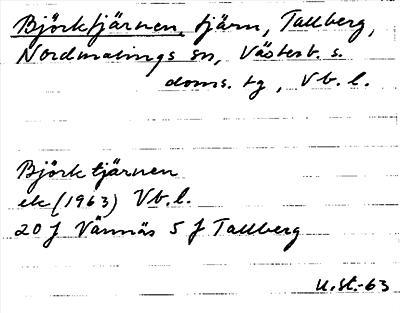 Björktjärnen, tjärn, Tallberg,
Nordmalings sn, Västerb. s.
doms. tg, Vb. l.
Björktjärnen
ek (1963) Vb. l.
20 J Vännäs 5 f Tallberg
U. St.-63